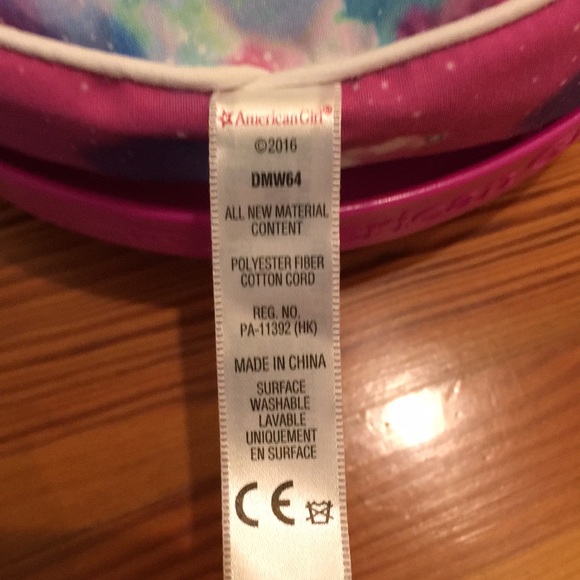 AmericanGirl®
©2016
DMW64
ALL NEW MATERIAL
CONTENT
POLYESTER FIBER
COTTON CORD
REG. NO.
PA-11392 (HK)
MADE IN CHINA
SURFACE
WASHABLE
LAVABLE
UNIQUEMENT
EN SURFACE
CE